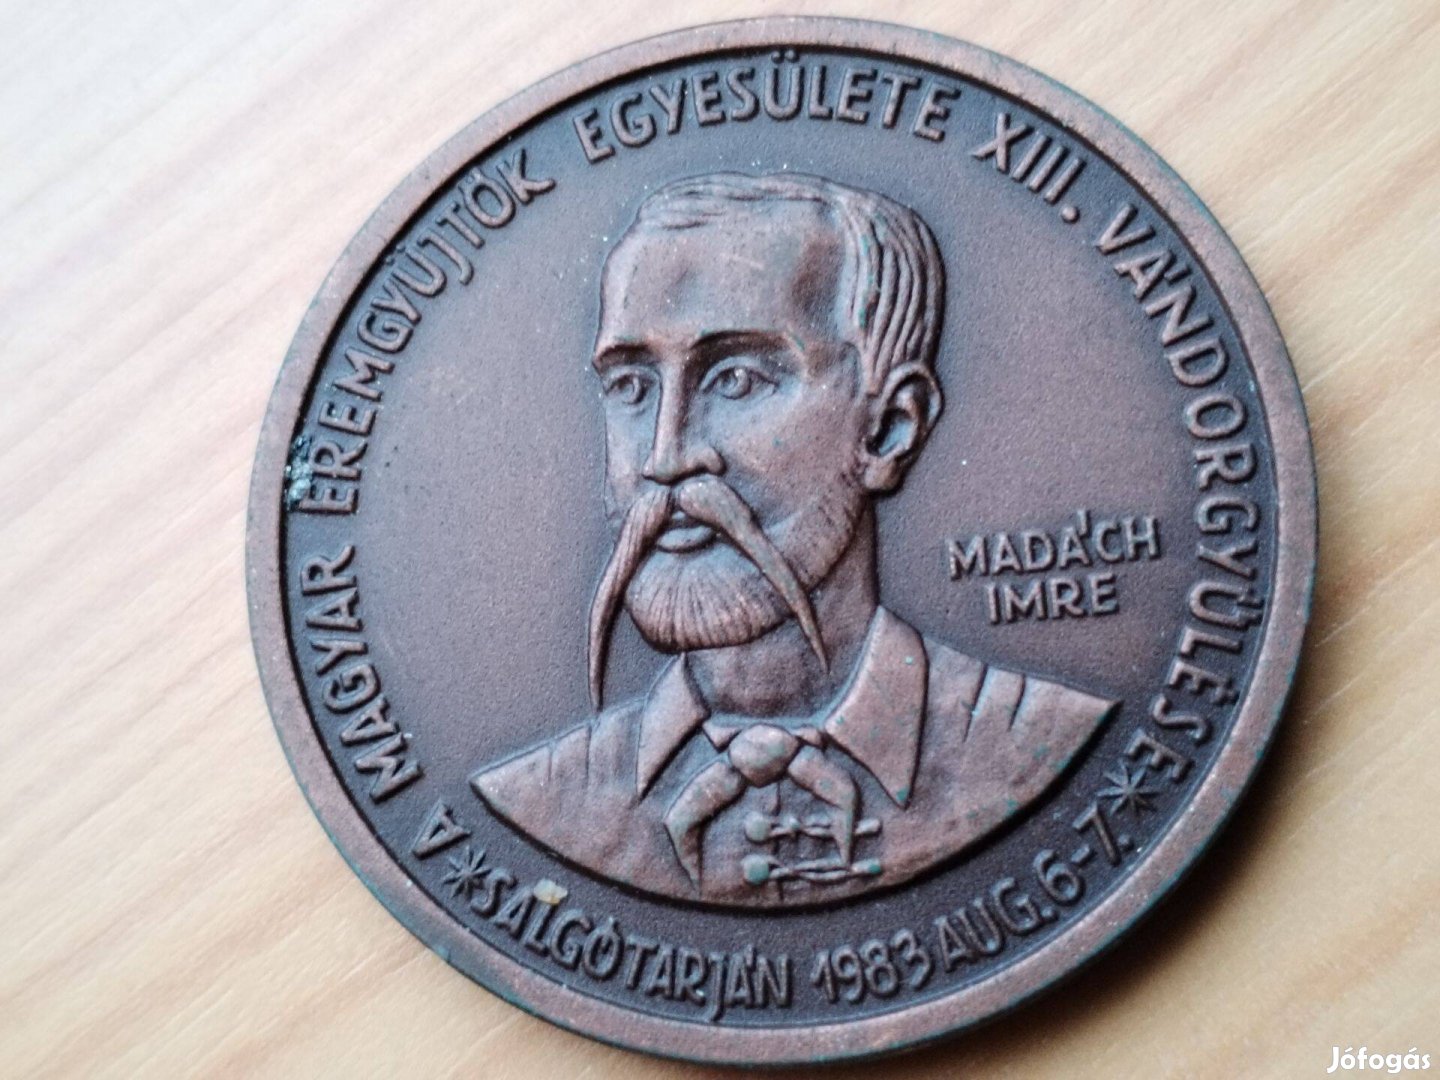 A MAGYAR ÉREMGYŰJTŐK EGYESÜLETE XIII. VÁNDORGYŰLÉSE
MADÁCH
IMRE
*SALGÓTARJÁN 1983 AUG. 6-7.*
Jófogás